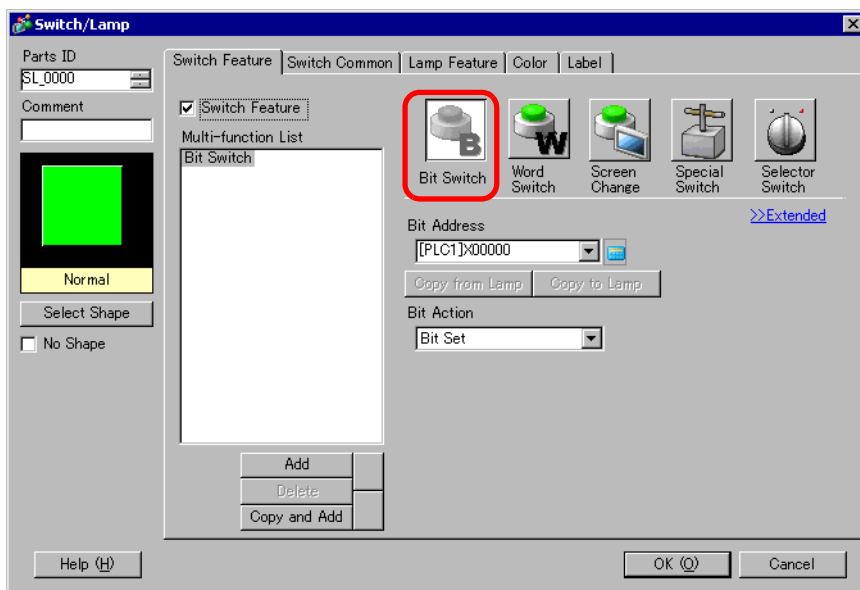 Switch/Lamp
Parts ID
SL_0000
Comment
Normal
Select Shape
No Shape
Switch Feature
Switch Common
Lamp Feature
Color
Label
Switch Feature
Multi-function List
Bit Switch
Add
Delete
Copy and Add
B
Bit Switch
W
Word
Switch
Screen
Change
Special
Switch
Selector
Switch
>>Extended
Bit Address
[PLC1]X00000
Copy from Lamp
Copy to Lamp
Bit Action
Bit Set
Help (H)
OK (O)
Cancel